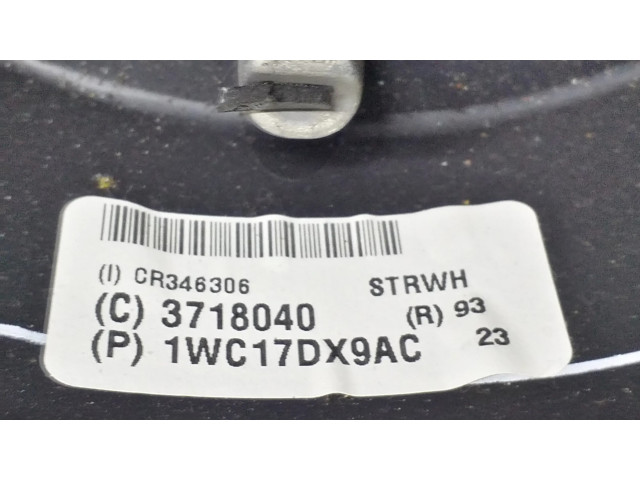 (I) CR346306 STRWH
(C) 3718040 (R) 93
(P) 1WC17DX9AC 23